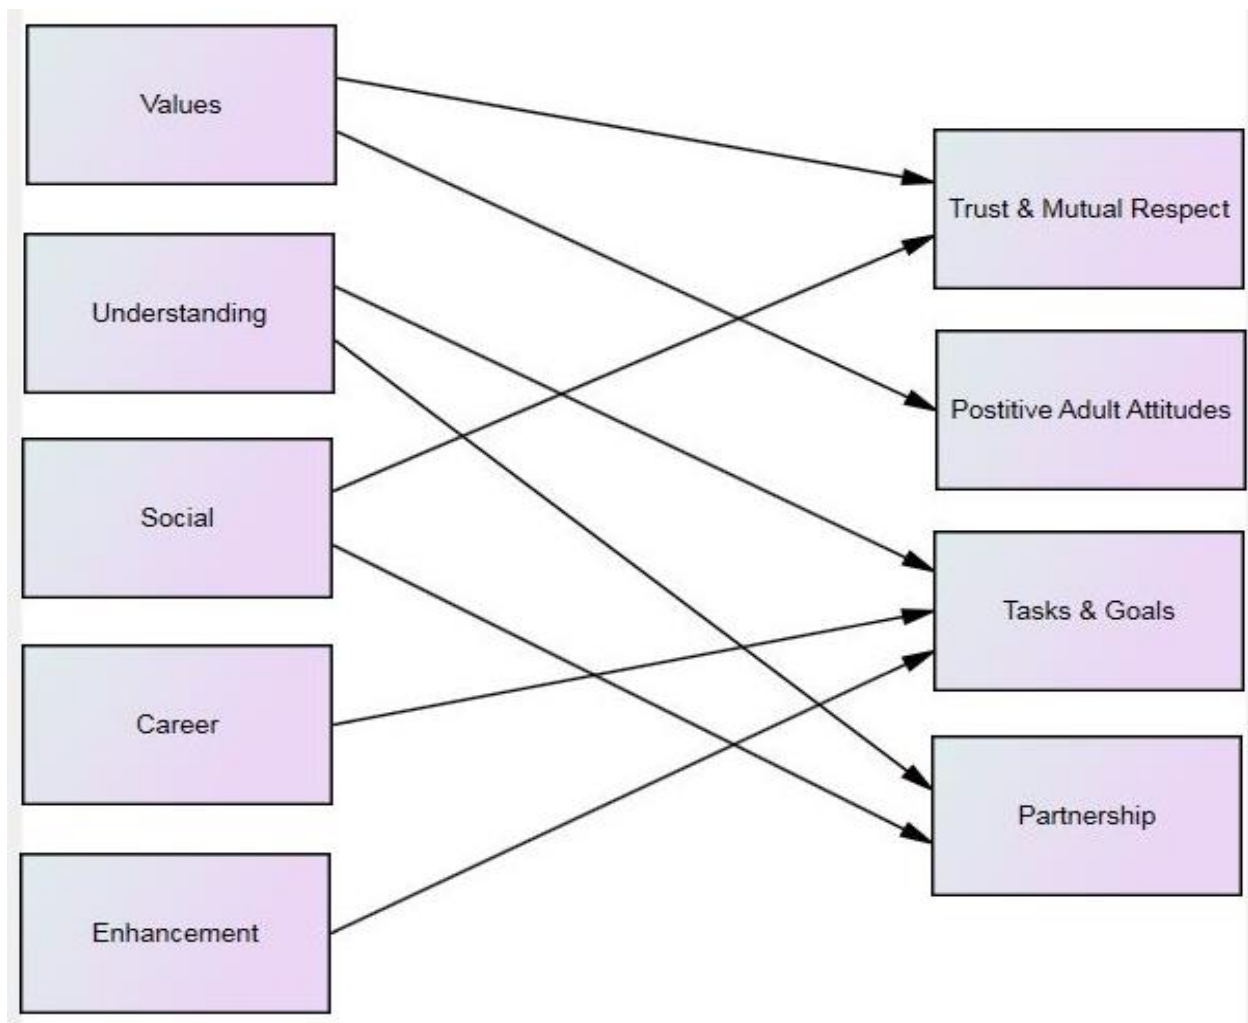 Values
Understanding
Social
Career
Enhancement
Trust & Mutual Respect
Postitive Adult Attitudes
Tasks & Goals
Partnership